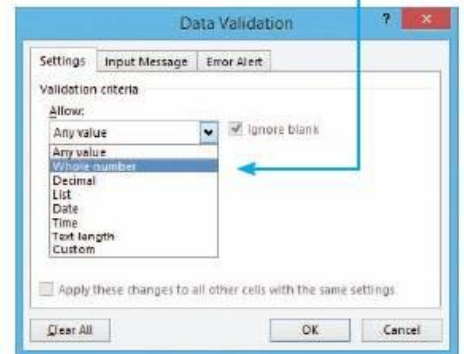 Data Validation ?
Settings Input Message Error Alert
Validation criteria
Allow:
Any value Ignore blank
Any value
Whole number
Decimal
List
Date
Time
Text length
Custom
Apply these changes to all other cells with the same settings
Clear All OK Cancel